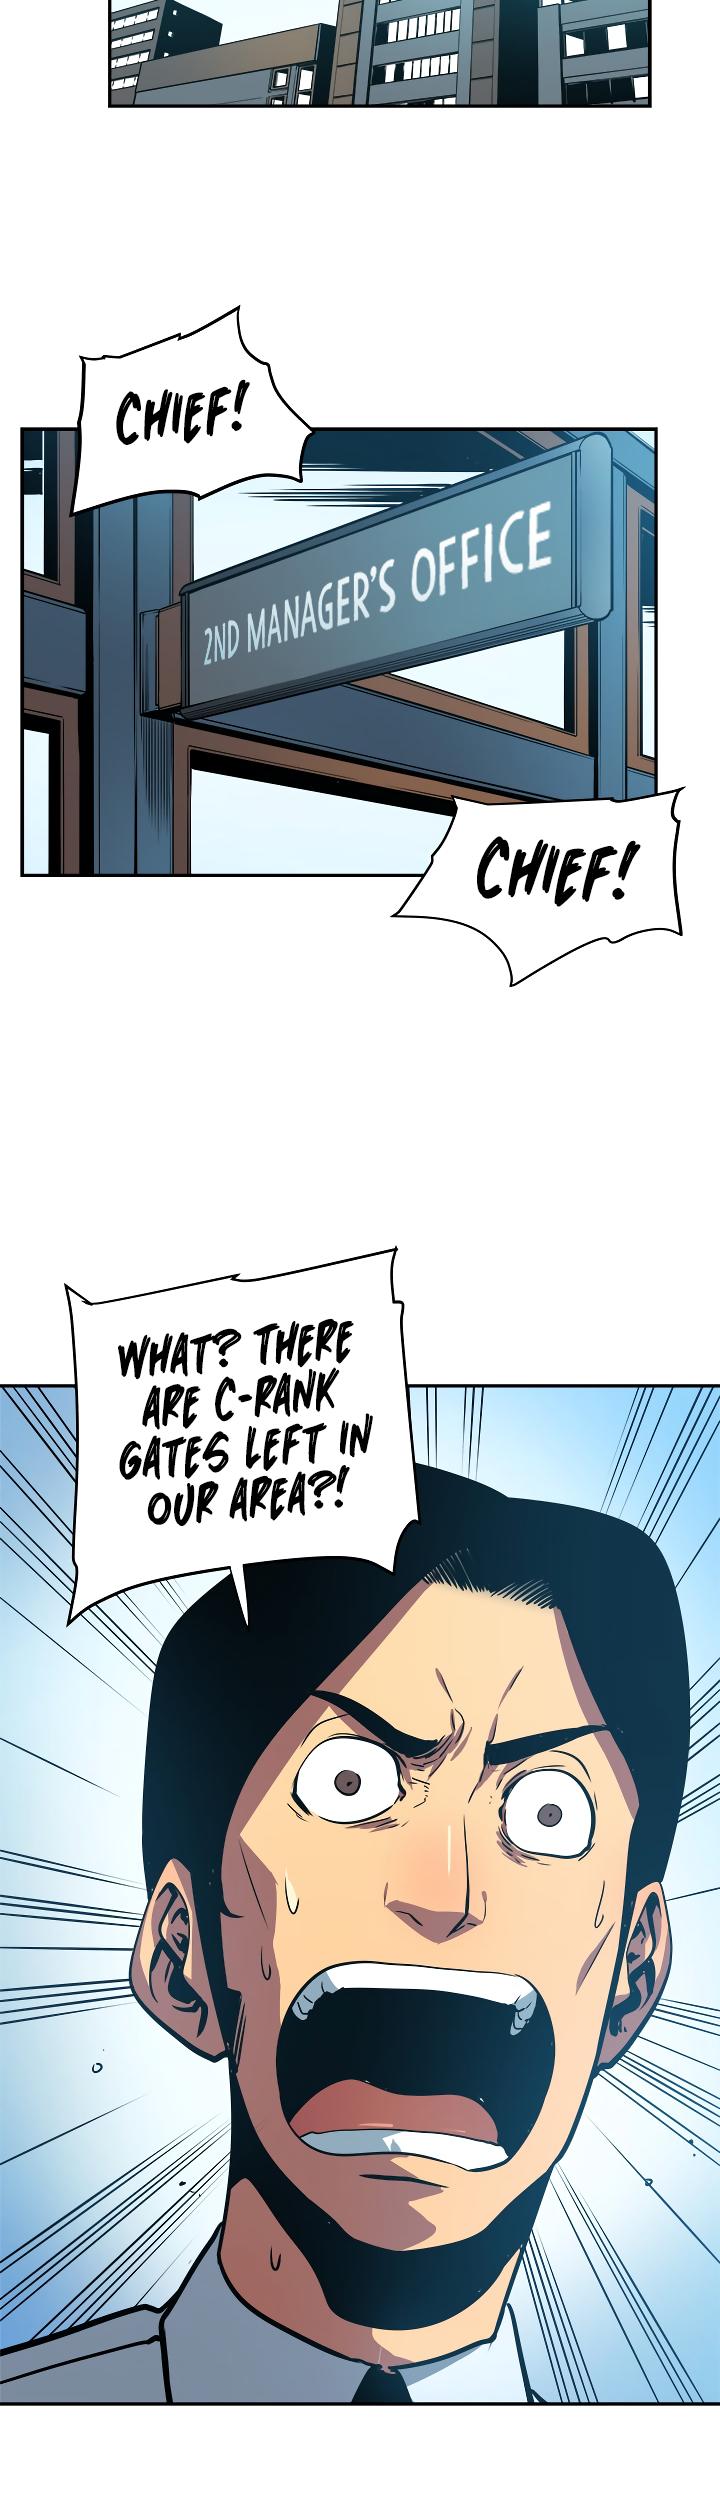 CHIEF!
2ND MANAGER'S OFFICE
CHIEF!
WHAT? THERE
ARE C-RANK
GATES LEFT IN
OUR AREA?!